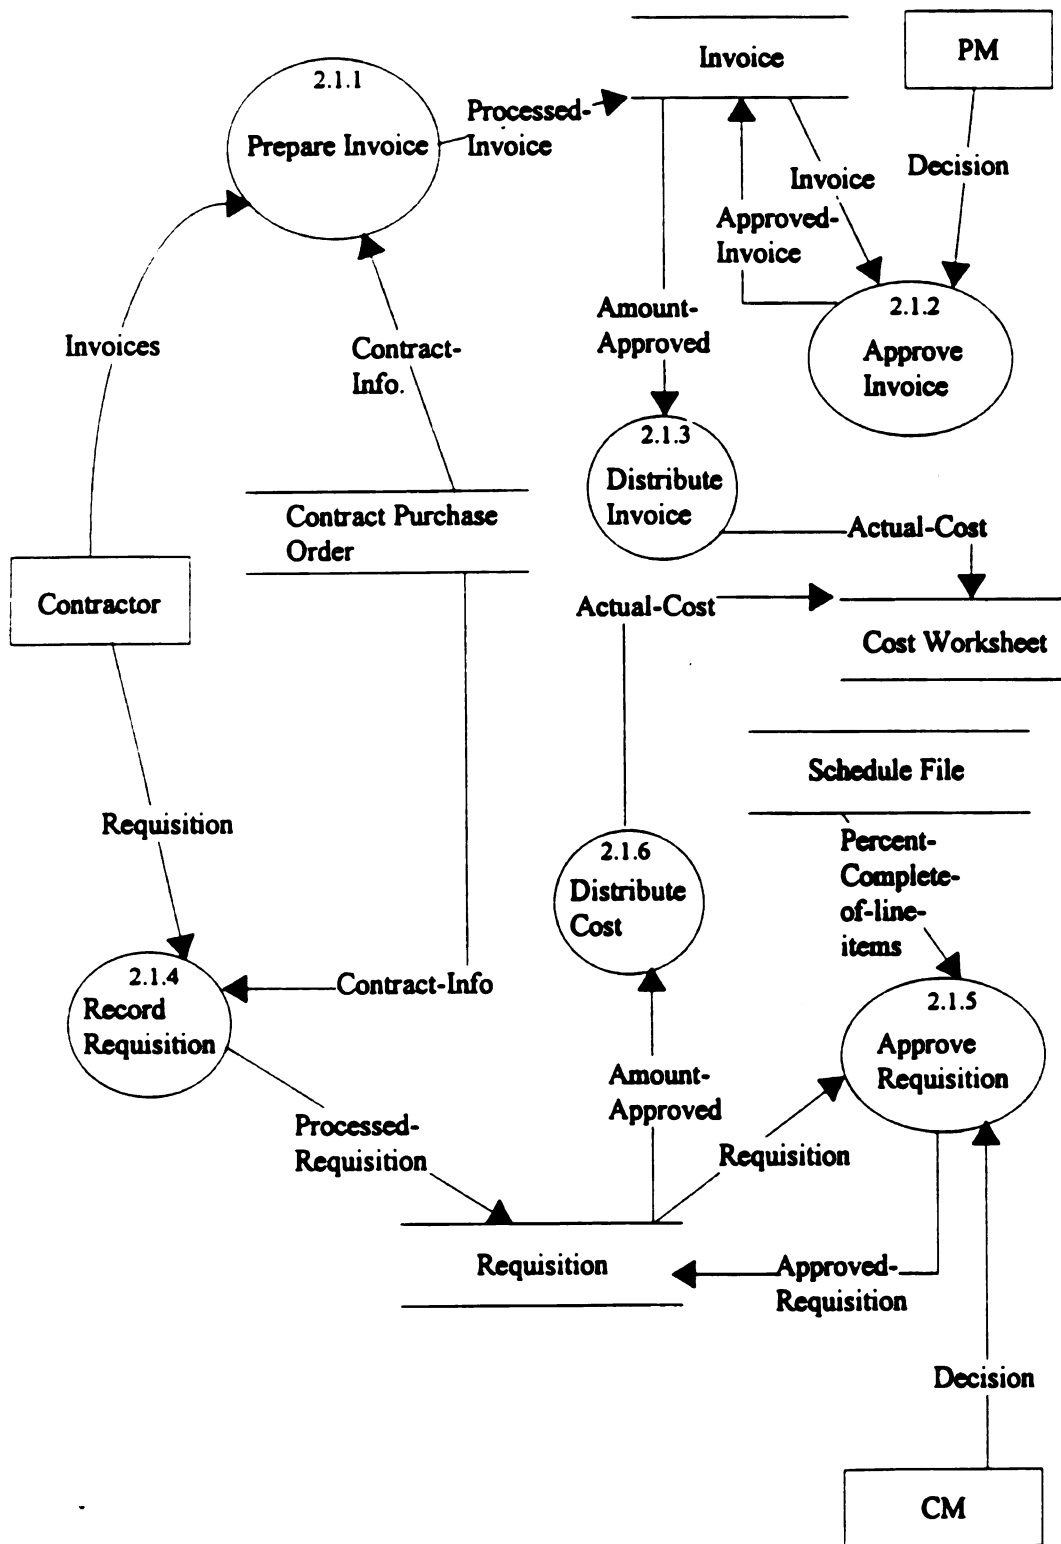 PM
Invoice
2.1.1
Prepare Invoice
Processed-
Invoice
Decision
Invoice
Approved-
Invoice
2.1.2
Approve
Invoice
Amount-
Approved
Invoices
Contract-
Info.
2.1.3
Distribute
Invoice
Contract Purchase
Order
Actual-Cost
Contractor
Actual-Cost
Cost Worksheet
Schedule File
Requisition
Percent-
Complete-
of-line-
items
2.1.6
Distribute
Cost
2.1.4
Record
Requisition
Contract-Info
2.1.5
Approve
Requisition
Amount-
Approved
Processed-
Requisition
Requisition
Requisition
Approved-
Requisition
Decision
CM